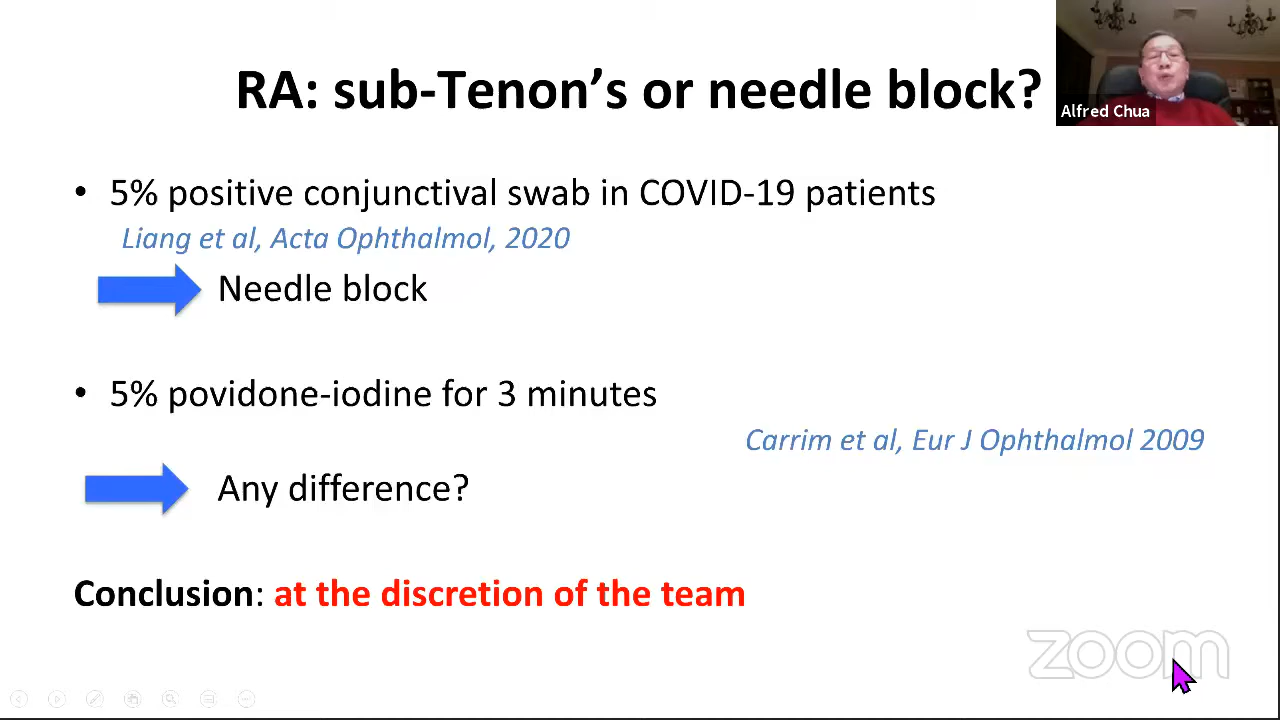 RA: sub-Tenon's or needle block?
Alfred Chua
• 5% positive conjunctival swab in COVID-19 patients
Liang et al, Acta Ophthalmol, 2020
Needle block
• 5% povidone-iodine for 3 minutes
Carrim et al, Eur J Ophthalmol 2009
Any difference?
Conclusion: at the discretion of the team
zoom